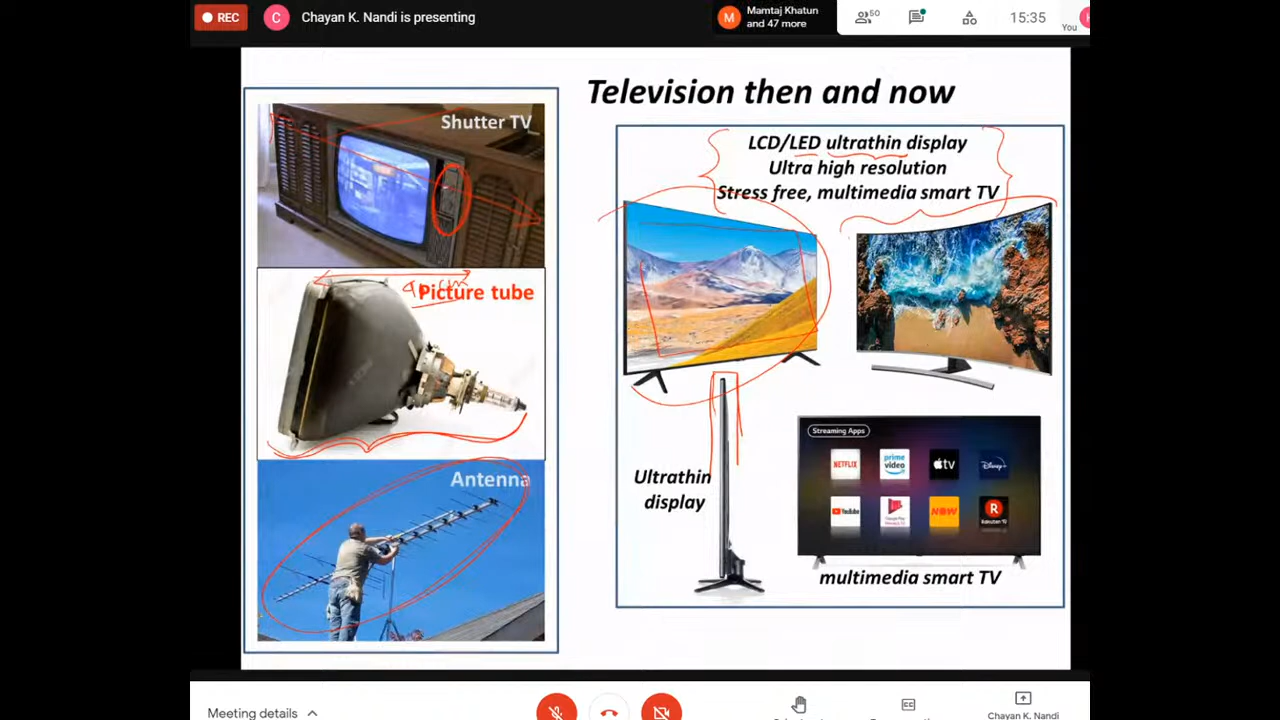 REC
C
Chayan K. Nandi is presenting
M
Mamtaj Khatun
and 47 more
50
15:35
You
Television then and now
Shutter TV
LCD/LED ultrathin display
Ultra high resolution
Stress free, multimedia smart TV
Picture tube
Antenna
Ultrathin
display
Streaming Apps
NETFLIX
prime
video
tv
Disney+
YouTube
NOW
R
multimedia smart TV
Meeting details
CC
Chayan K. Nandi